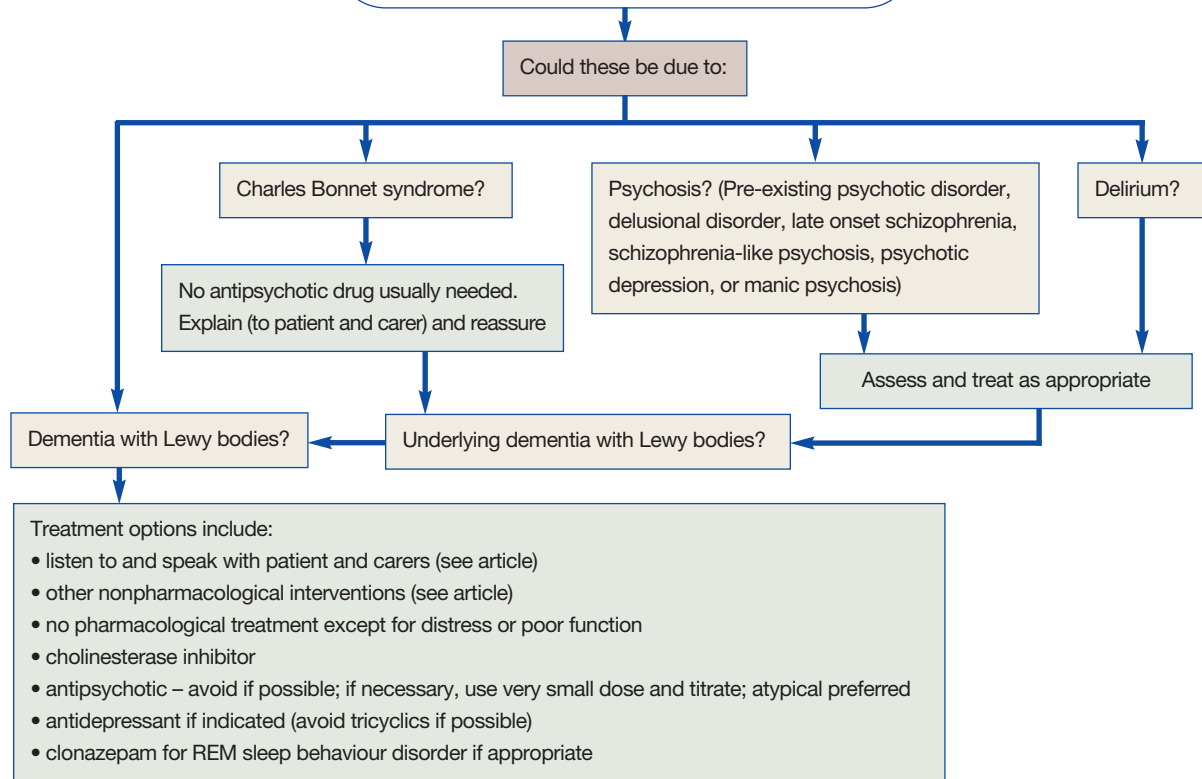 Could these be due to:
Charles Bonnet syndrome?
No antipsychotic drug usually needed.
Explain (to patient and carer) and reassure
Psychosis? (Pre-existing psychotic disorder,
delusional disorder, late onset schizophrenia,
schizophrenia-like psychosis, psychotic
depression, or manic psychosis)
Delirium?
Assess and treat as appropriate
Dementia with Lewy bodies?
Underlying dementia with Lewy bodies?
Treatment options include:
• listen to and speak with patient and carers (see article)
• other nonpharmacological interventions (see article)
• no pharmacological treatment except for distress or poor function
• cholinesterase inhibitor
• antipsychotic – avoid if possible; if necessary, use very small dose and titrate; atypical preferred
• antidepressant if indicated (avoid tricyclics if possible)
• clonazepam for REM sleep behaviour disorder if appropriate